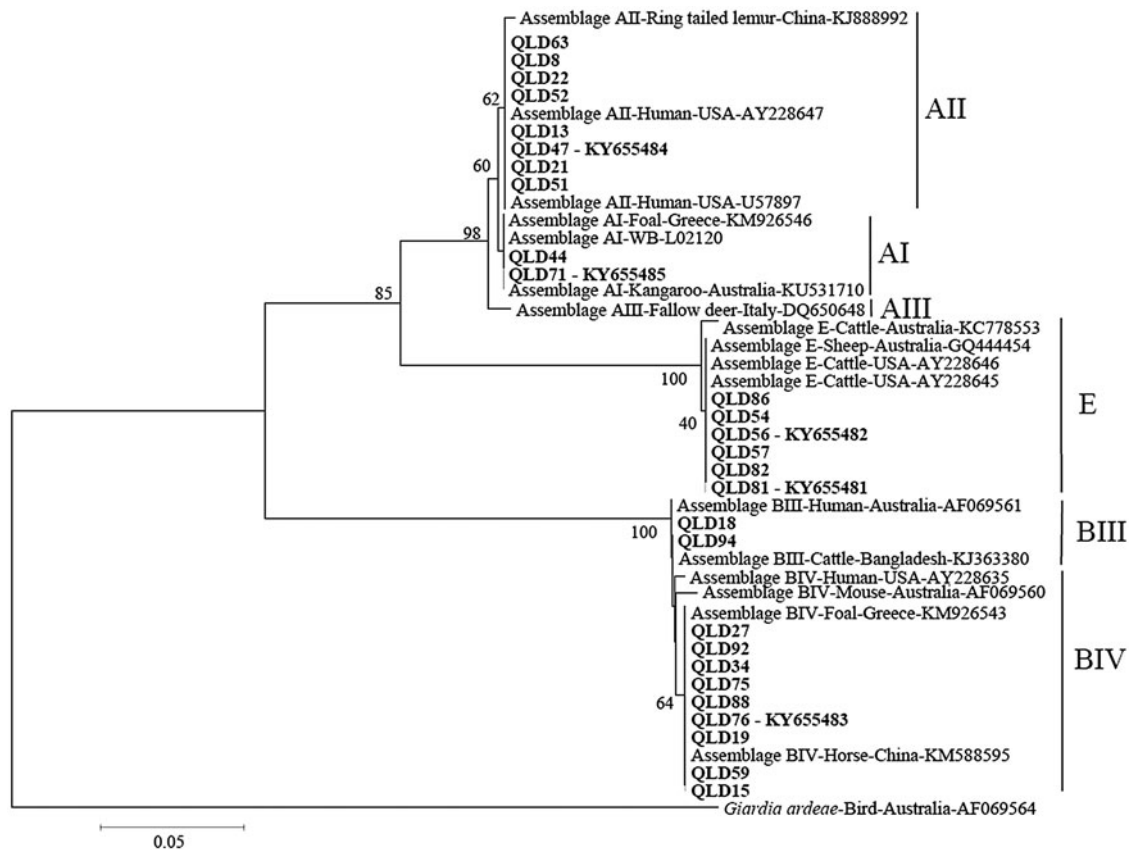 Assemblage AII-Ring tailed lemur-China-KJ888992
QLD63
QLD8
QLD22
QLD52
62
Assemblage AII-Human-USA-AY228647
AII
QLD13
QLD47 - KY655484
QLD21
60
QLD51
Assemblage AII-Human-USA-U57897
Assemblage AI-Foal-Greece-KM926546
98
Assemblage AI-WB-L02120
QLD44
AI
QLD71 - KY655485
Assemblage AI-Kangaroo-Australia-KU531710
85
Assemblage AIII-Fallow deer-Italy-DQ650648
AIII
Assemblage E-Cattle-Australia-KC778553
Assemblage E-Sheep-Australia-GQ444454
Assemblage E-Cattle-USA-AY228646
100
Assemblage E-Cattle-USA-AY228645
QLD86
E
QLD54
40
QLD56 - KY655482
QLD57
QLD82
QLD81 - KY655481
Assemblage BIII-Human-Australia-AF069561
100
QLD18
BIII
QLD94
Assemblage BIII-Cattle-Bangladesh-KJ363380
Assemblage BIV-Human-USA-AY228635
Assemblage BIV-Mouse-Australia-AF069560
Assemblage BIV-Foal-Greece-KM926543
QLD27
QLD92
BIV
QLD34
QLD75
64
QLD88
QLD76 - KY655483
QLD19
Assemblage BIV-Horse-China-KM588595
QLD59
QLD15
Giardia ardeae-Bird-Australia-AF069564
0.05